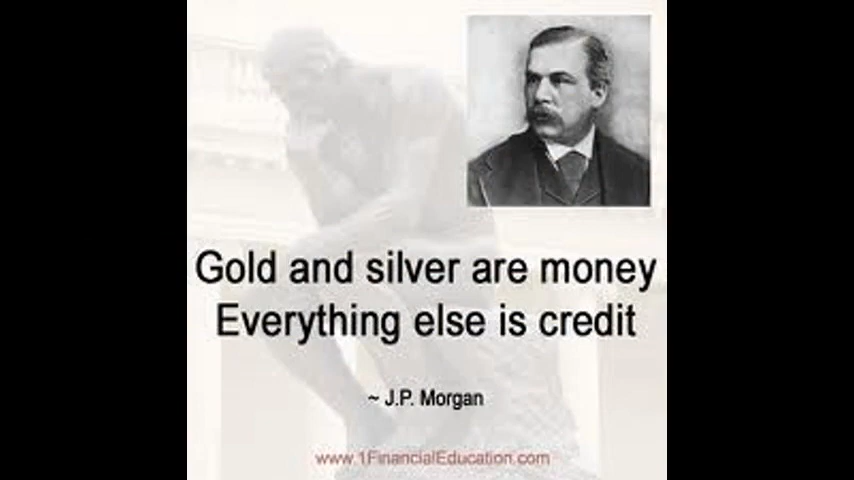 Gold and silver are money
Everything else is credit
~ J.P. Morgan
www.1FinancialEducation.com